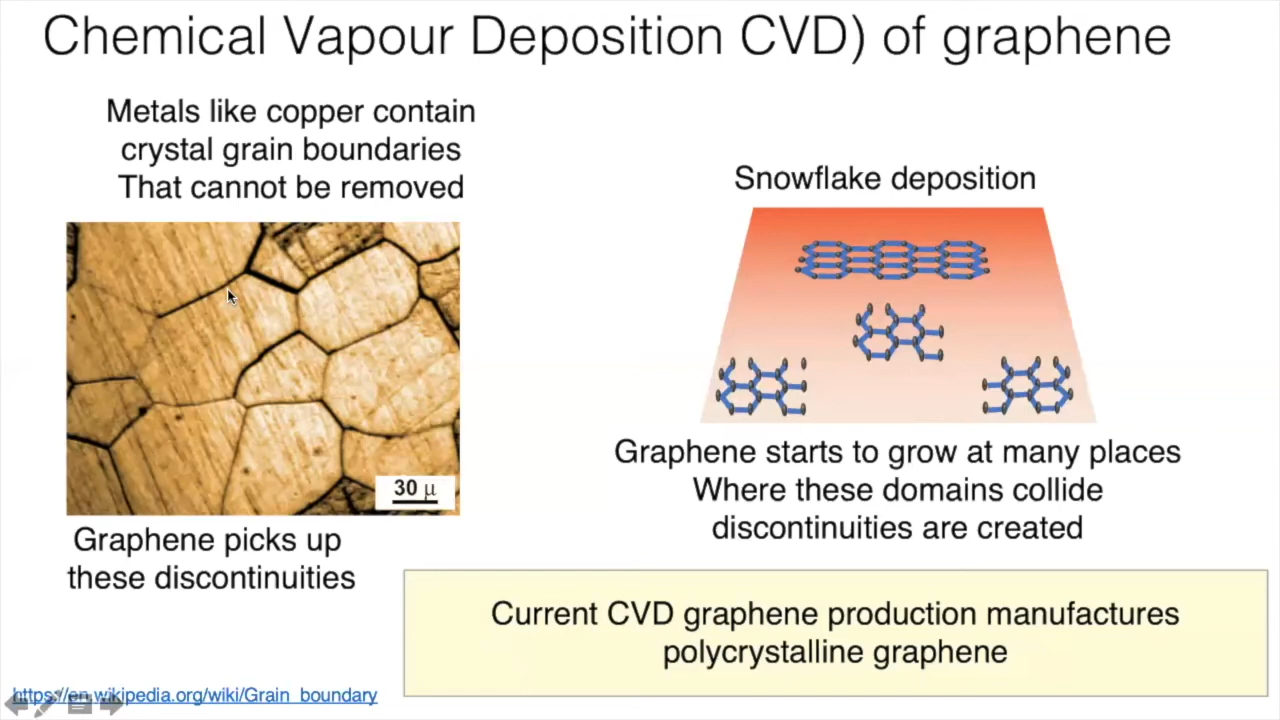 Chemical Vapour Deposition CVD) of graphene
Metals like copper contain
crystal grain boundaries
That cannot be removed
30 µ
Graphene picks up
these discontinuities
Snowflake deposition
Graphene starts to grow at many places
Where these domains collide
discontinuities are created
Current CVD graphene production manufactures
polycrystalline graphene
https://en.wikipedia.org/wiki/Grain_boundary